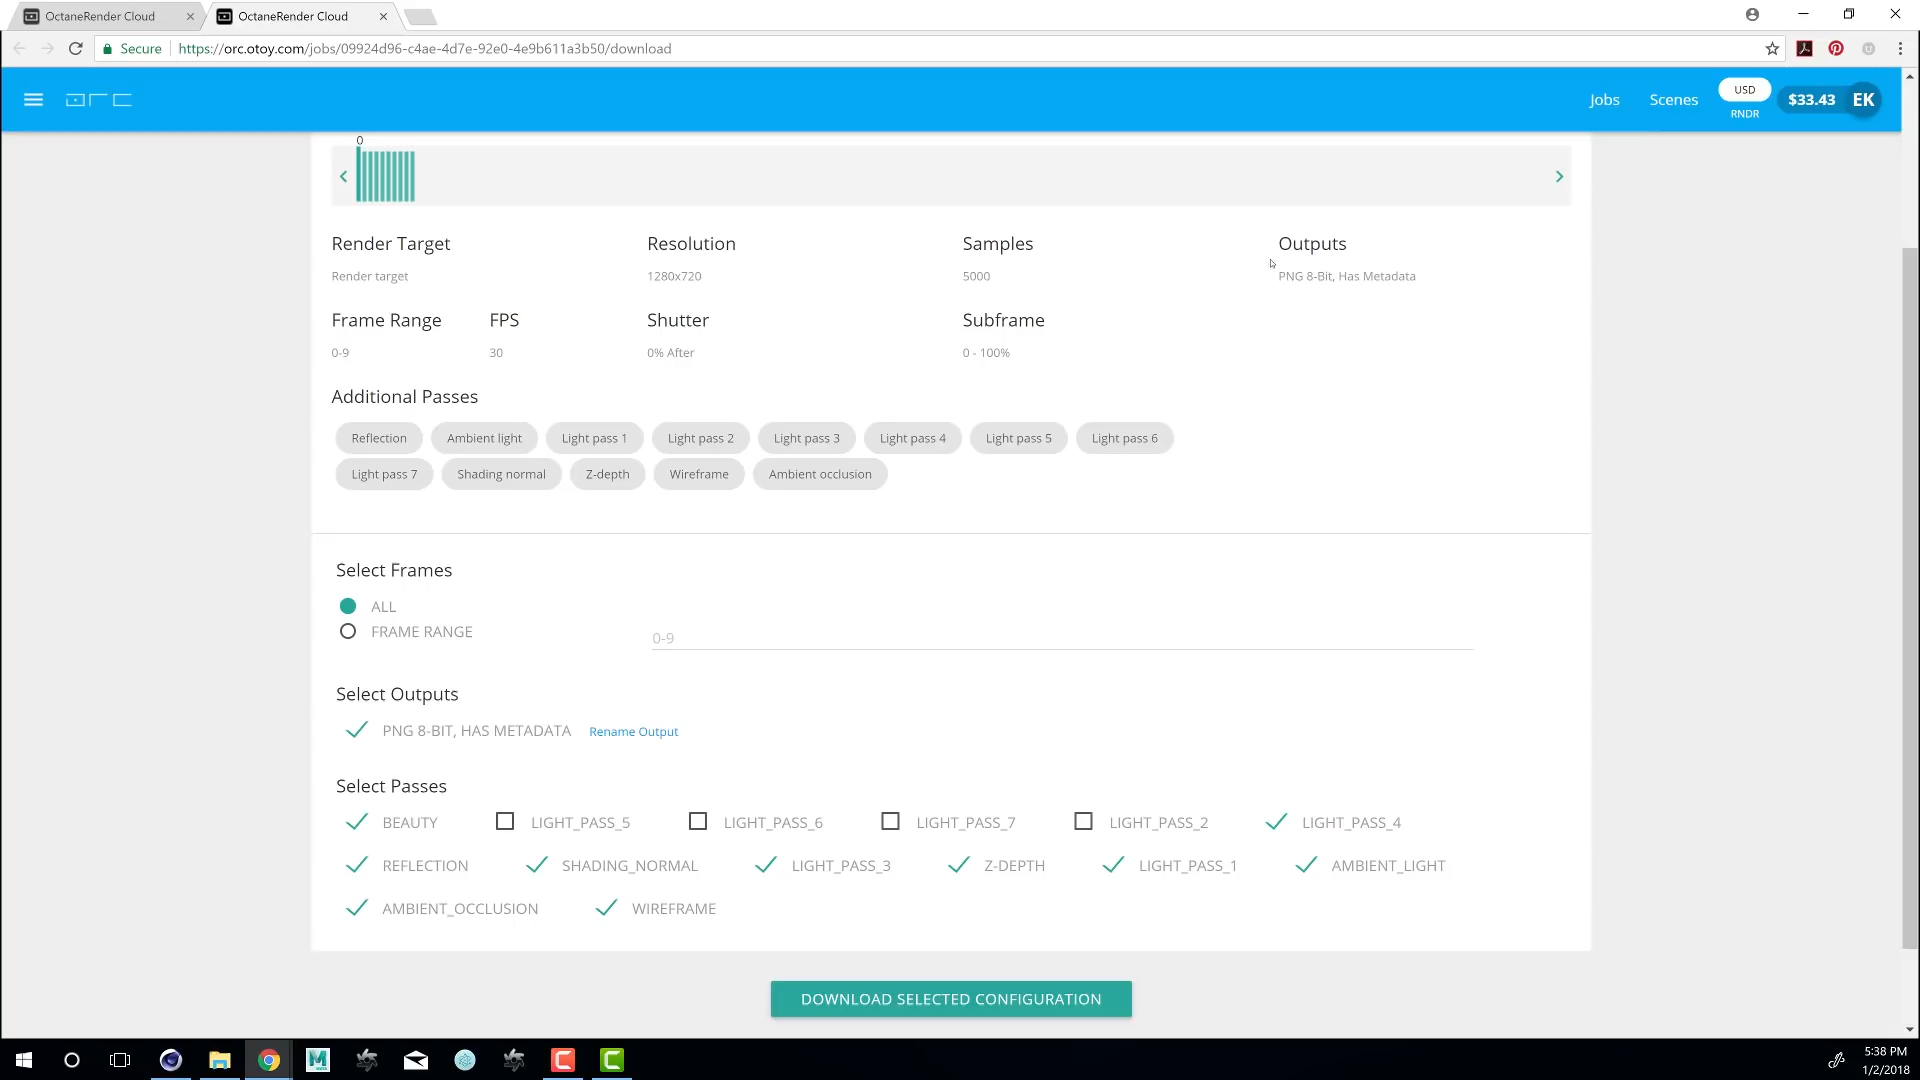 OctaneRender Cloud
OctaneRender Cloud
Secure https://orc.otoy.com/jobs/09924d96-c4ae-4d7e-92e0-4e9b611a3b50/download
orc
Jobs Scenes USD RNDR $33.43 EK
0
Render Target Resolution Samples Outputs
Render target 1280x720 5000 PNG 8-Bit, Has Metadata
Frame Range FPS Shutter Subframe
0-9 30 0% After 0 - 100%
Additional Passes
Reflection Ambient light Light pass 1 Light pass 2 Light pass 3 Light pass 4 Light pass 5 Light pass 6
Light pass 7 Shading normal Z-depth Wireframe Ambient occlusion
Select Frames
ALL
FRAME RANGE 0-9
Select Outputs
PNG 8-BIT, HAS METADATA Rename Output
Select Passes
BEAUTY LIGHT_PASS_5 LIGHT_PASS_6 LIGHT_PASS_7 LIGHT_PASS_2 LIGHT_PASS_4
REFLECTION SHADING_NORMAL LIGHT_PASS_3 Z-DEPTH LIGHT_PASS_1 AMBIENT_LIGHT
AMBIENT_OCCLUSION WIREFRAME
DOWNLOAD SELECTED CONFIGURATION
5:38 PM
1/2/2018